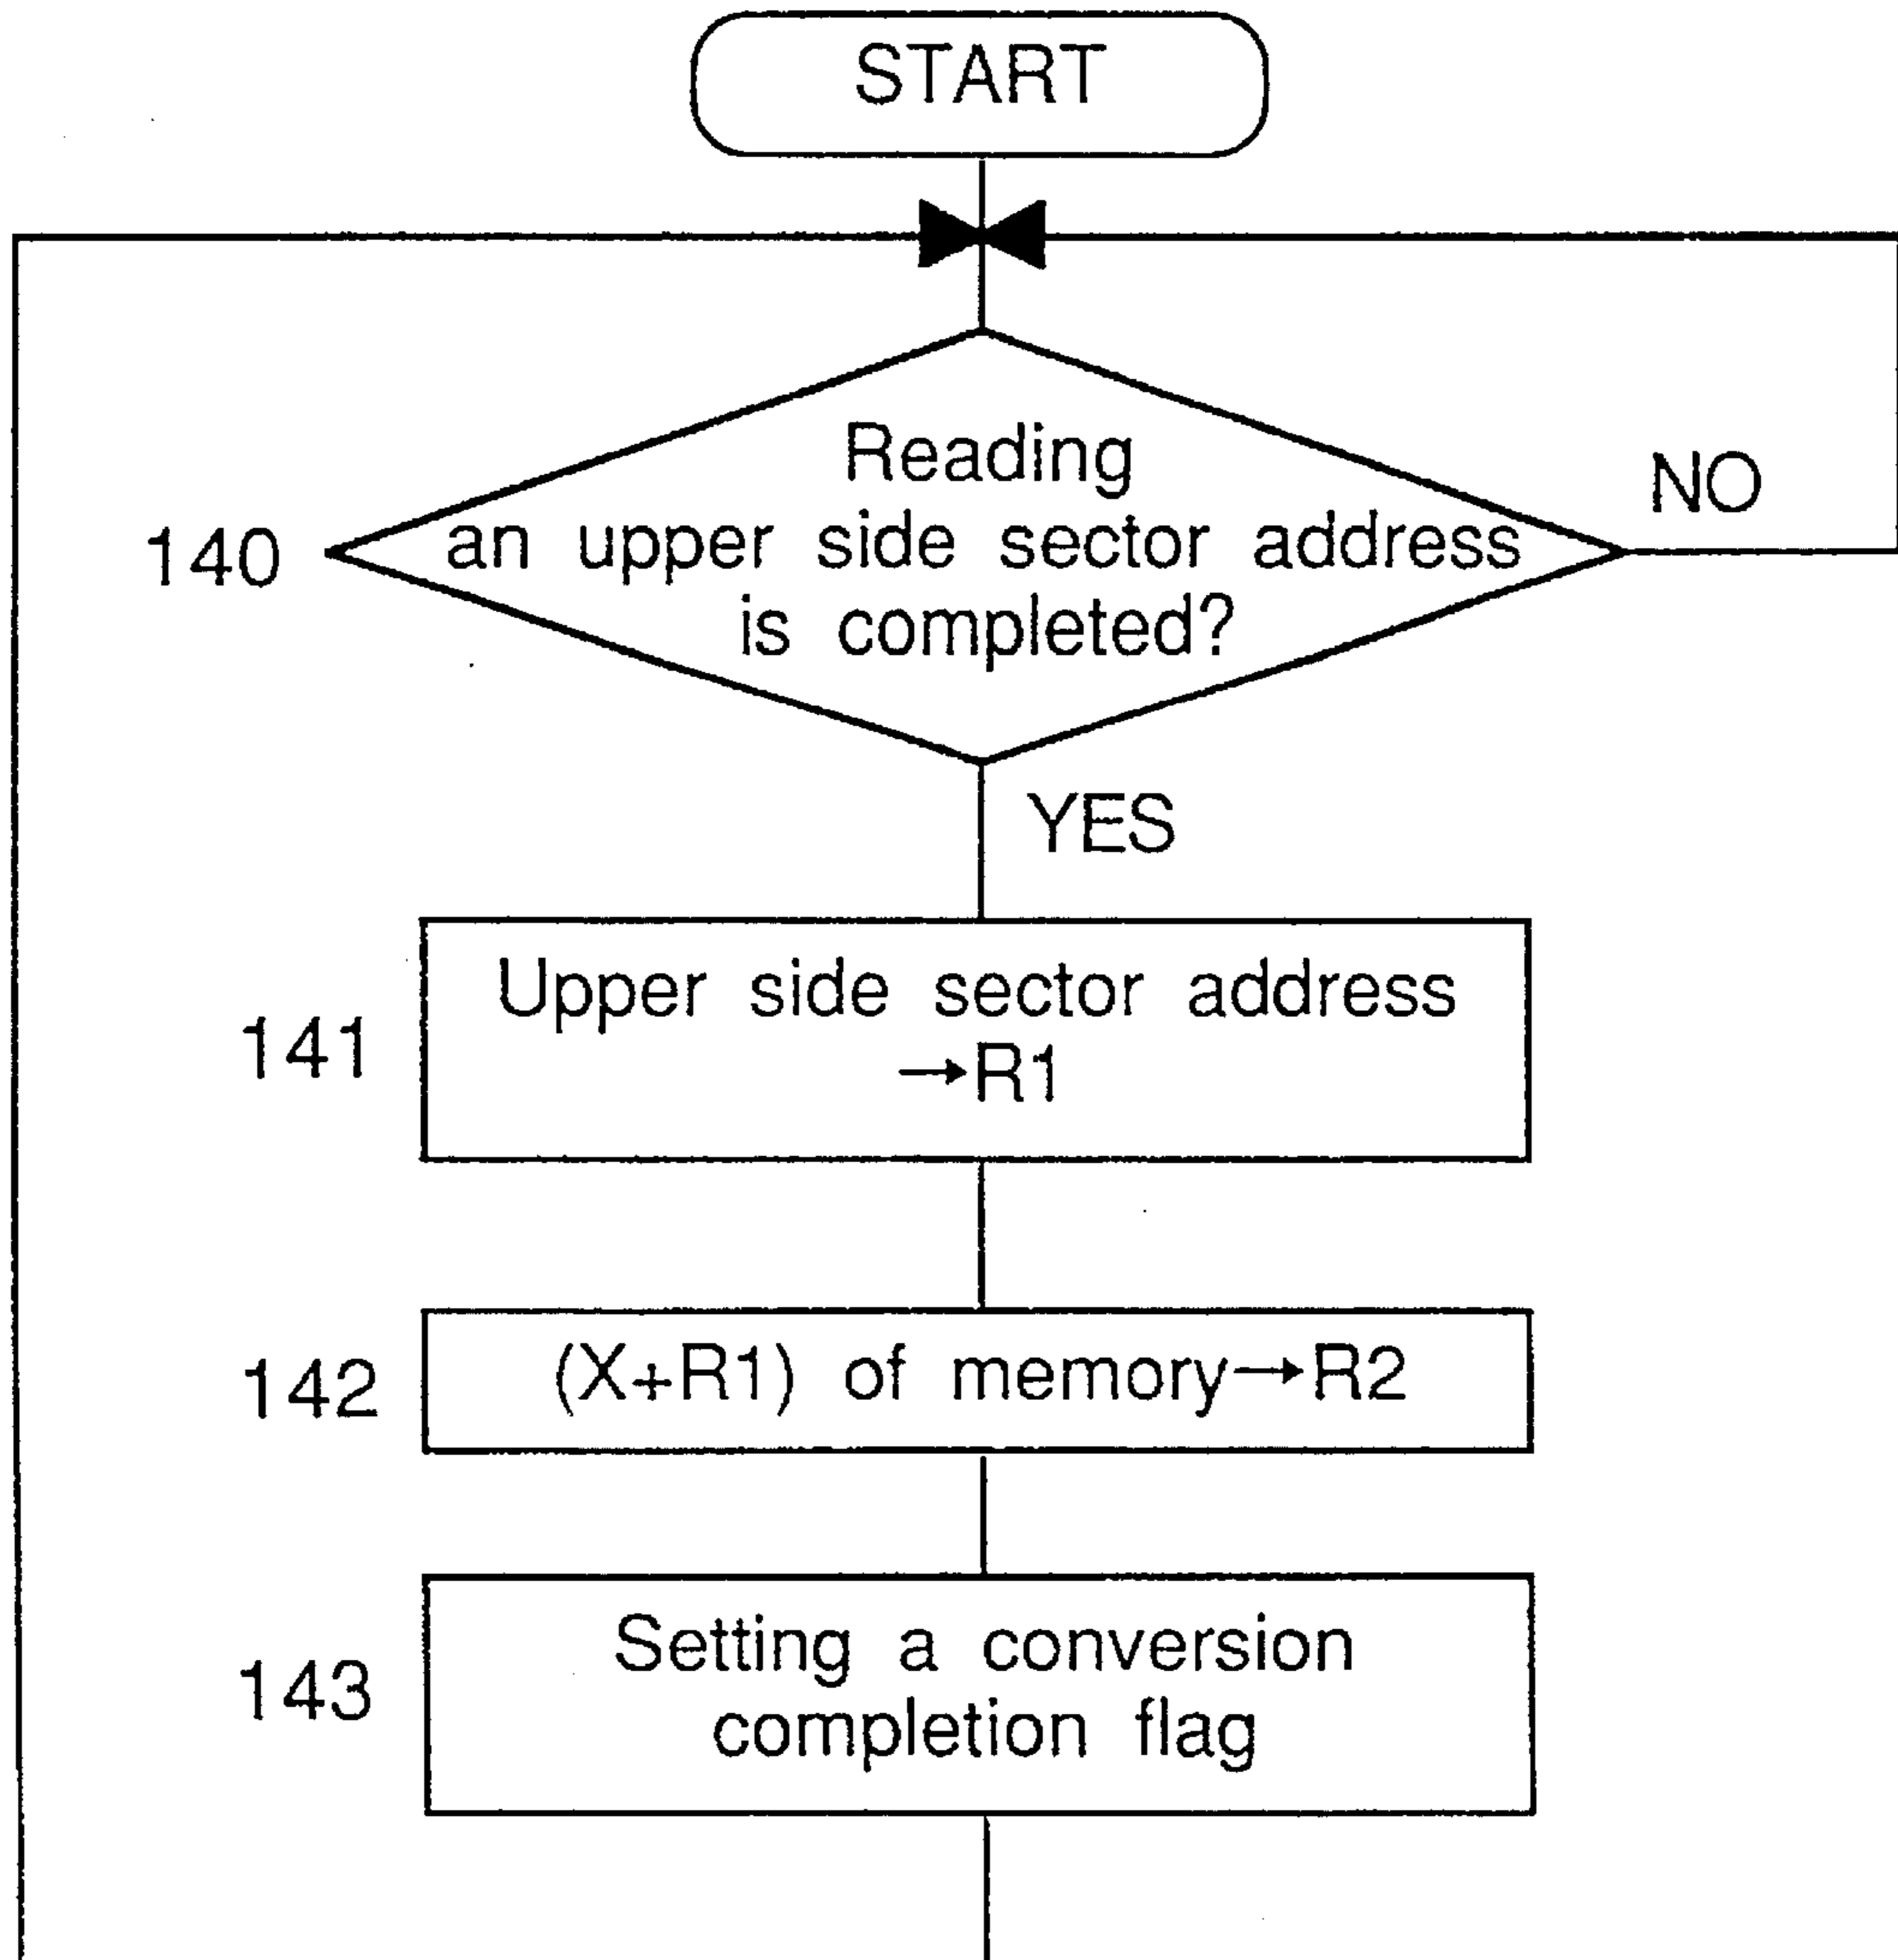 START
Reading
an upper side sector address
is completed?
NO
140
YES
Upper side sector address
→R1
141
(X+R1) of memory→R2
142
Setting a conversion
completion flag
143